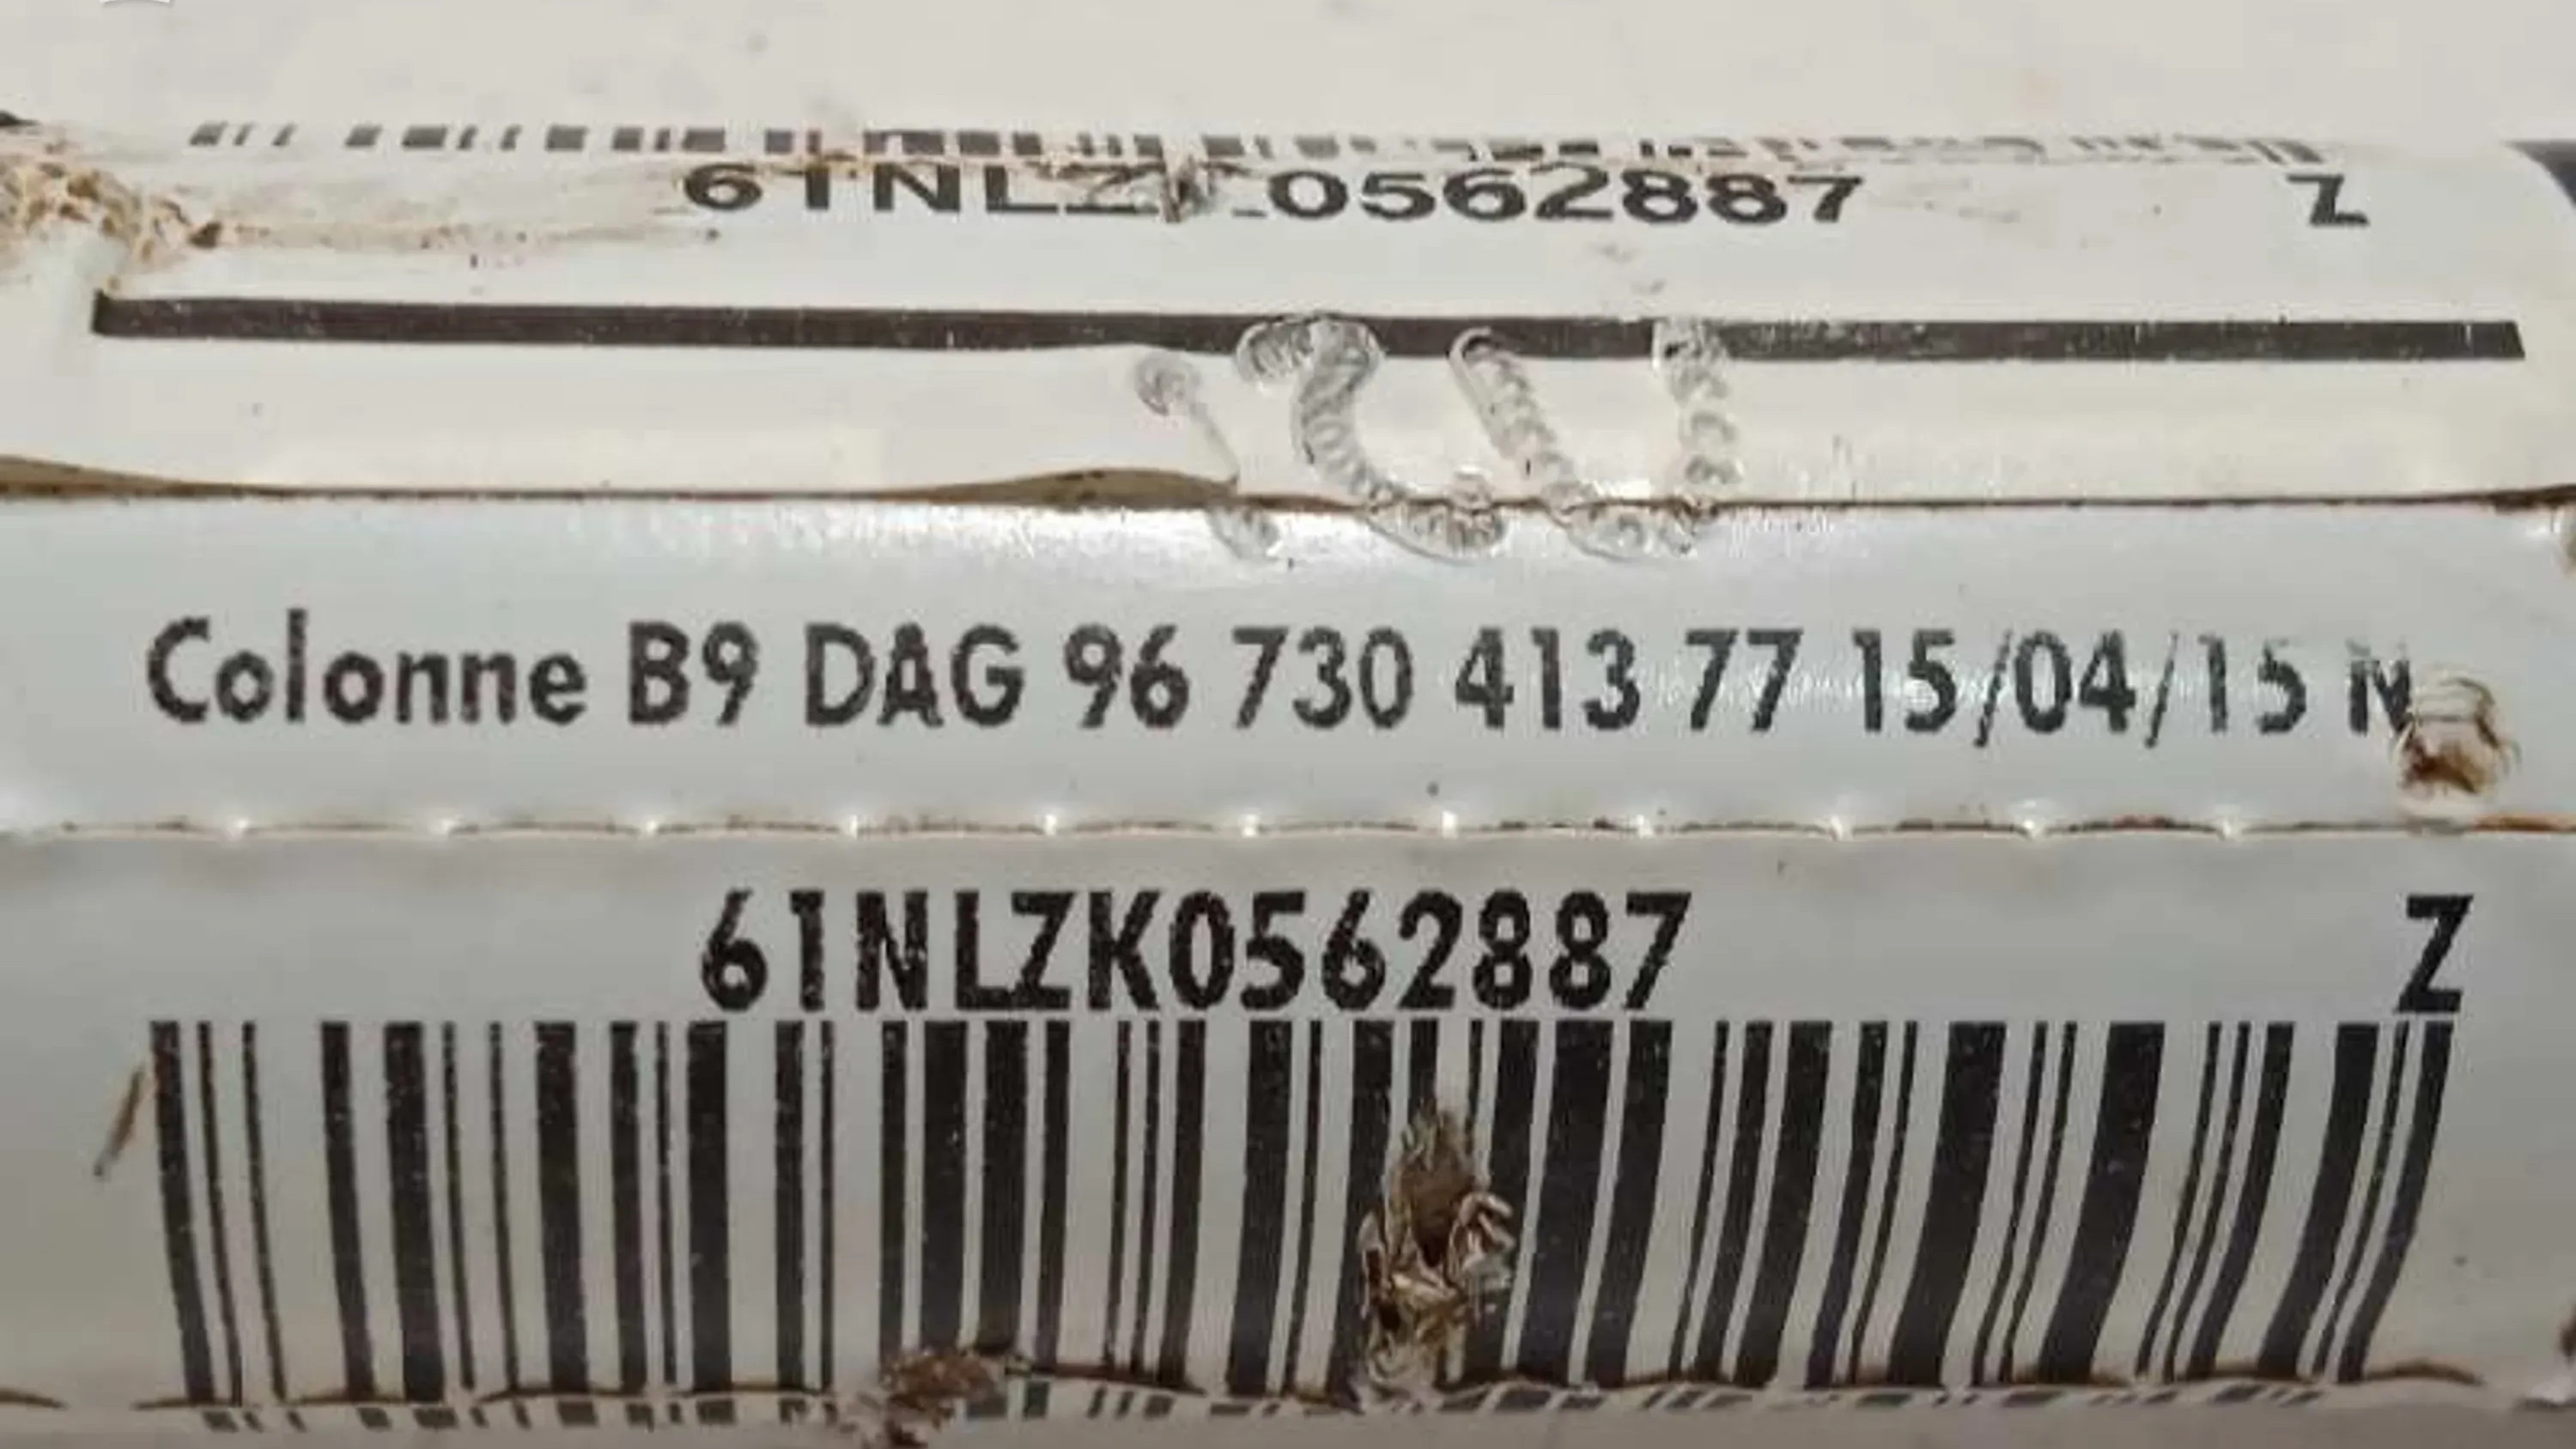 61NLZ 0562887 Z
Colonne B9 DAG 96 730 413 77 15/04/15 N
61NLZK0562887 Z